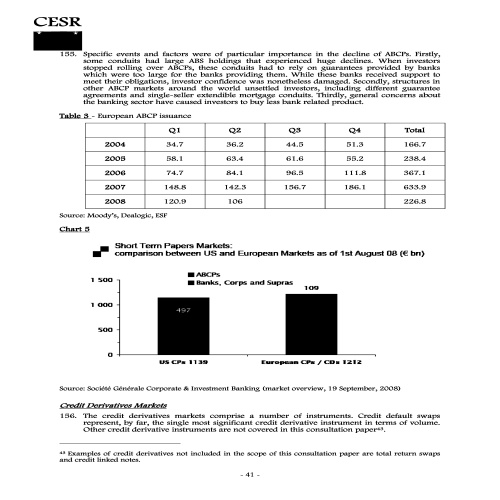 CESR
155. Specific events and factors were of particular importance in the decline of ABCPs. Firstly,
some conduits had large ABS holdings that experienced huge declines. When investors
stopped rolling over ABCPs, these conduits had to rely on guarantees provided by banks
which were too large for the banks providing them. While these banks received support to
meet their obligations, investor confidence was nonetheless damaged. Secondly, structures in
other ABCP markets around the world unsettled investors, including different guarantee
agreements and single-seller extendible mortgage conduits. Thirdly, general concerns about
the banking sector have caused investors to buy less bank related product.
Table 3 - European ABCP issuance
Q1 Q2 Q3 Q4 Total
2004 34.7 36.2 44.5 51.3 166.7
2005 58.1 63.4 61.6 55.2 238.4
2006 74.7 84.1 96.5 111.8 367.1
2007 148.8 142.3 156.7 186.1 633.9
2008 120.9 106 226.8
Source: Moody's, Dealogic, ESF
Chart 5
Short Term Papers Markets:
comparison between US and European Markets as of 1st August 08 (€ bn)
ABCPs
Banks, Corps and Supras
109
1 500
1 000
497
500
0
US CPs 1139 European CPs / CDs 1212
Source: Société Générale Corporate & Investment Banking (market overview, 19 September, 2008)
Credit Derivatives Markets
156. The credit derivatives markets comprise a number of instruments. Credit default swaps
represent, by far, the single most significant credit derivative instrument in terms of volume.
Other credit derivative instruments are not covered in this consultation paper⁴³.
⁴³ Examples of credit derivatives not included in the scope of this consultation paper are total return swaps
and credit linked notes.
- 41 -